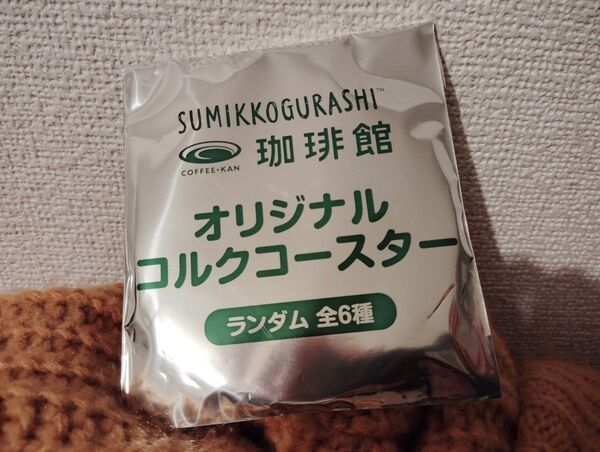 SUMIKKOGURASHI™
珈琲館
COFFEE・KAN
オリジナル
コルクコースター
ランダム 全6種